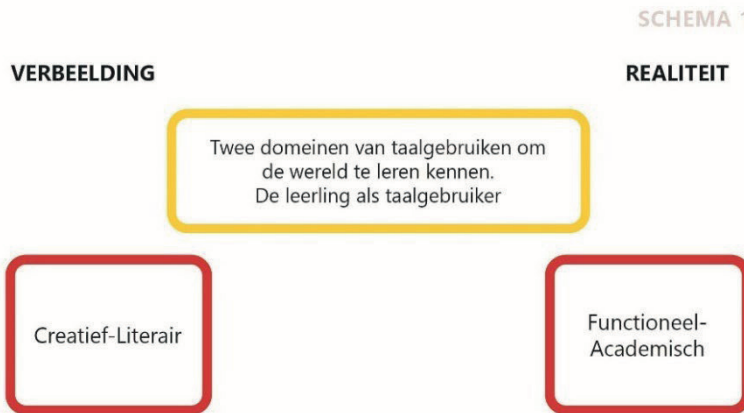 SCHEMA 1
VERBEELDING
REALITEIT
Twee domeinen van taalgebruiken om
de wereld te leren kennen.
De leerling als taalgebruiker
Creatief-Literair
Functioneel-
Academisch